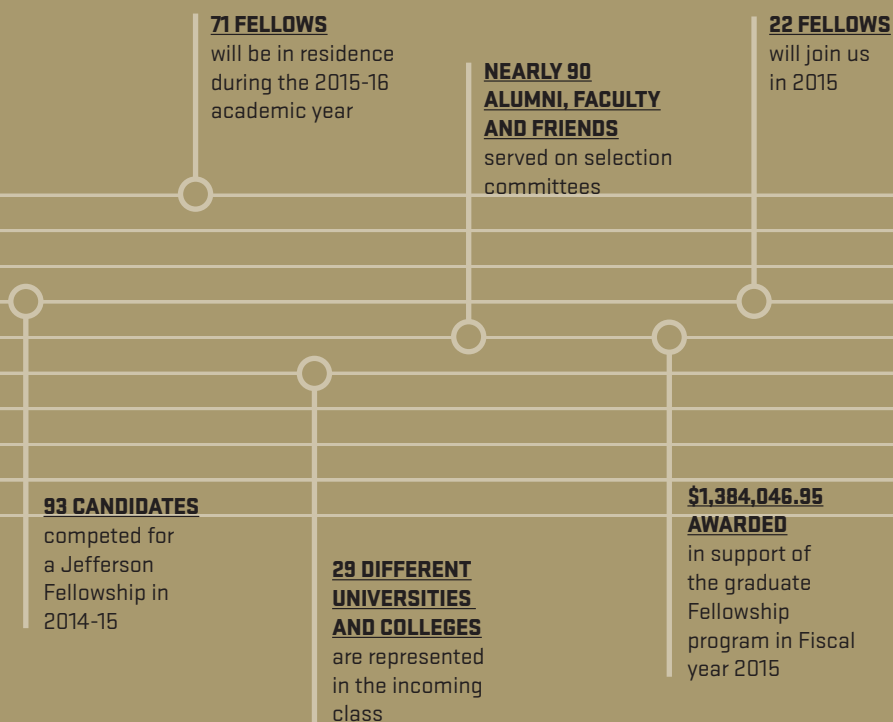 71 FELLOWS
will be in residence
during the 2015-16
academic year
NEARLY 90
ALUMNI, FACULTY
AND FRIENDS
served on selection
committees
22 FELLOWS
will join us
in 2015
93 CANDIDATES
competed for
a Jefferson
Fellowship in
2014-15
29 DIFFERENT
UNIVERSITIES
AND COLLEGES
are represented
in the incoming
class
$1,384,046.95
AWARDED
in support of
the graduate
Fellowship
program in Fiscal
year 2015